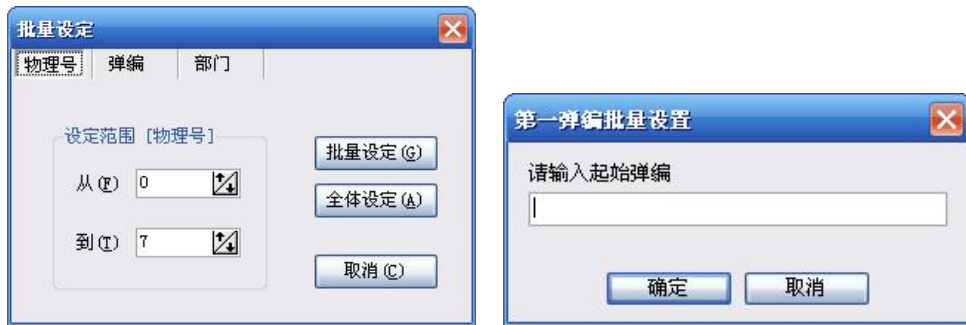 批量设定
物理号 弹编 部门
设定范围 [物理号]
从(F) 0
到(T) 7
批量设定(G)
全体设定(A)
取消(C)
第一弹编批量设置
请输入起始弹编
确定 取消